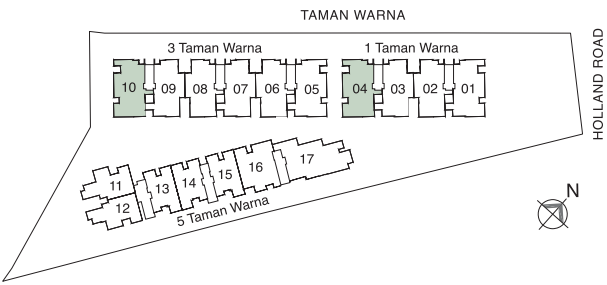 TAMAN WARNA
HOLLAND ROAD
3 Taman Warna
1 Taman Warna
10 09 08 07 06 05
04 03 02 01
11 12 13 14 15 16 17
5 Taman Warna
N